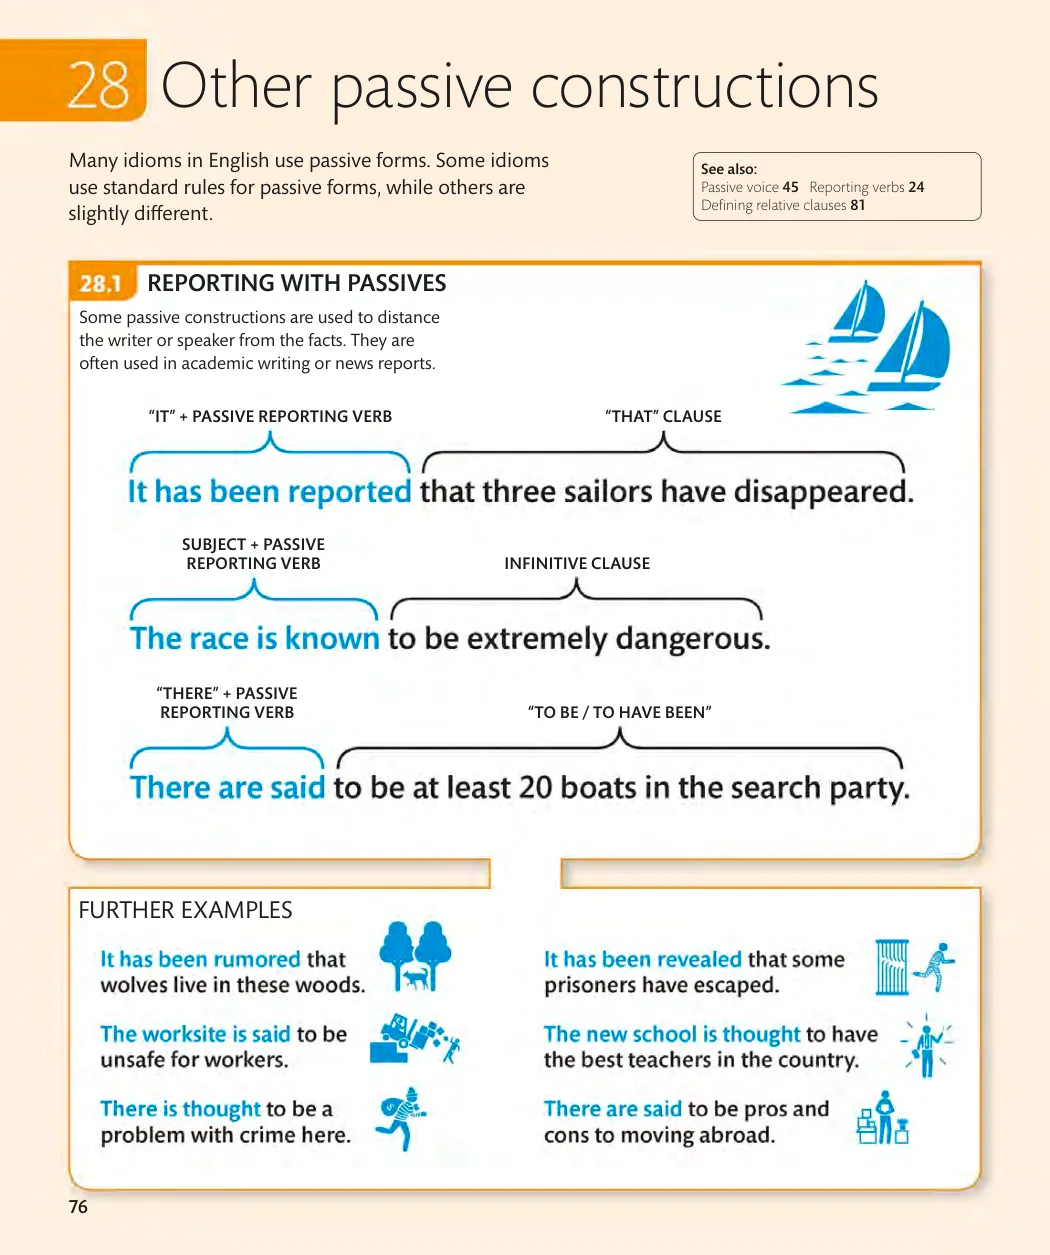 28 Other passive constructions
Many idioms in English use passive forms. Some idioms
use standard rules for passive forms, while others are
slightly different.
See also:
Passive voice 45 Reporting verbs 24
Defining relative clauses 81
28.1 REPORTING WITH PASSIVES
Some passive constructions are used to distance
the writer or speaker from the facts. They are
often used in academic writing or news reports.
“IT” + PASSIVE REPORTING VERB
“THAT” CLAUSE
It has been reported that three sailors have disappeared.
SUBJECT + PASSIVE
REPORTING VERB
INFINITIVE CLAUSE
The race is known to be extremely dangerous.
“THERE” + PASSIVE
REPORTING VERB
“TO BE / TO HAVE BEEN”
There are said to be at least 20 boats in the search party.
FURTHER EXAMPLES
It has been rumored that
wolves live in these woods.
The worksite is said to be
unsafe for workers.
There is thought to be a
problem with crime here.
It has been revealed that some
prisoners have escaped.
The new school is thought to have
the best teachers in the country.
There are said to be pros and
cons to moving abroad.
76